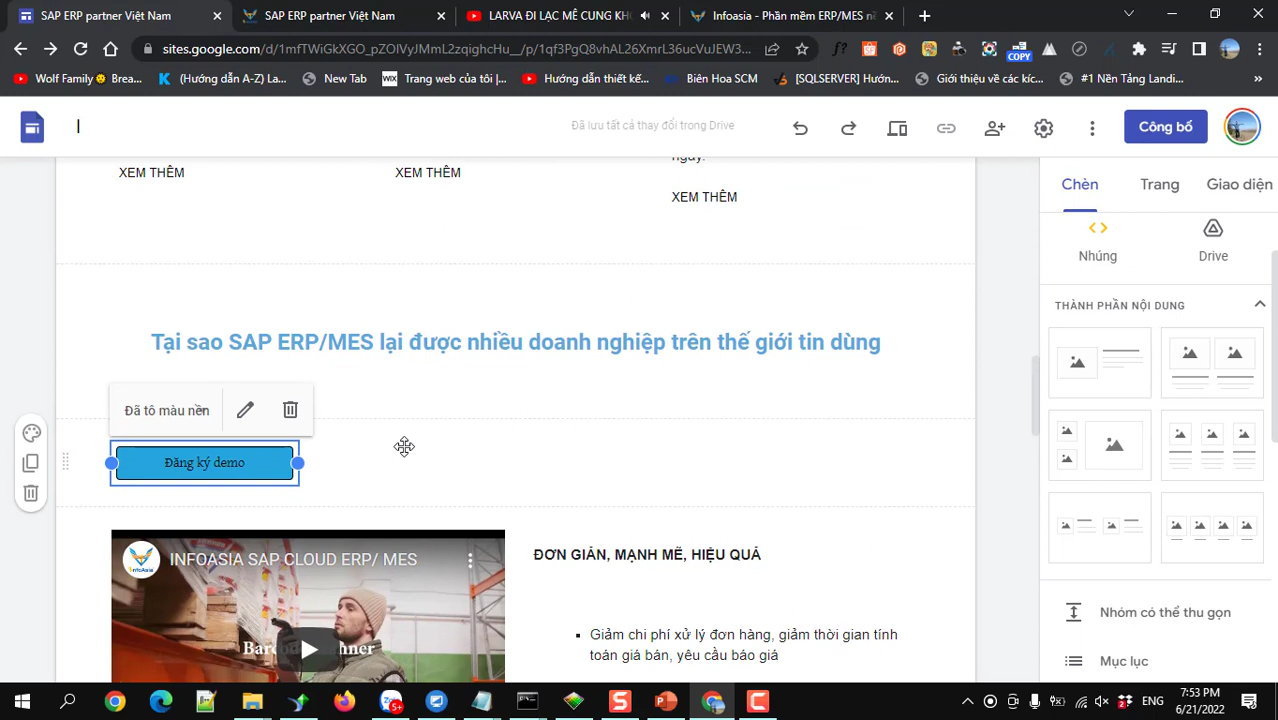 SAP ERP partner Việt Nam
SAP ERP partner Việt Nam
LARVA ĐI LẠC MÊ CUNG KH
Infoasia - Phần mềm ERP/MES n
sites.google.com/d/1mfTWiGkXGO_pZOlVyJMmL2zqighcHu__/p/1qf3PgQ8vhAL26XmrL36ucVuJEW3...
COPY
Wolf Family Brea...
(Hướng dẫn A-Z) La...
New Tab
WIX
Trang web của tôi |...
Hướng dẫn thiết kế...
Biên Hòa SCM
[SQLSERVER] Hướn...
Giới thiệu về các kíc...
#1 Nền Tảng Landi...
Đã lưu tất cả thay đổi trong Drive
Công bố
Chèn
Trang
Giao diện
XEM THÊM
XEM THÊM
ngày.
XEM THÊM
Nhúng
Drive
THÀNH PHẦN NỘI DUNG
Tại sao SAP ERP/MES lại được nhiều doanh nghiệp trên thế giới tin dùng
Đã tô màu nền
Đăng ký demo
INFOASIA SAP CLOUD ERP/ MES
ĐƠN GIẢN, MẠNH MẼ, HIỆU QUẢ
Giảm chi phí xử lý đơn hàng, giảm thời gian tính
toán giá bán, yêu cầu báo giá
Nhóm có thể thu gọn
Mục lục
5+
ENG
7:53 PM
6/21/2022